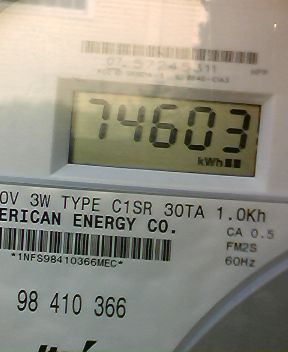 74603
kWh
0V 3W TYPE C1SR 30TA 1.0Kh
ERICAN ENERGY CO.
CA 0.5
FM2S
*1NFS98410366MEC*
60Hz
98 410 366